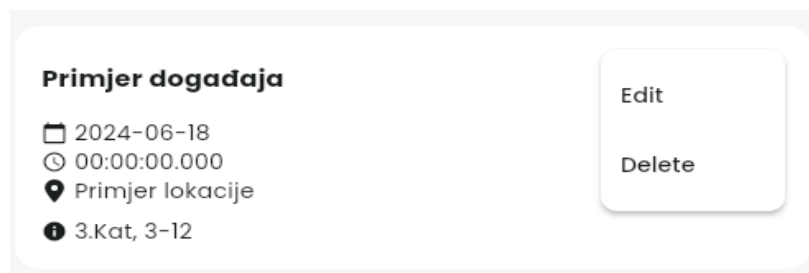 Primjer događaja
2024-06-18
00:00:00.000
Primjer lokacije
3.Kat, 3-12
Edit
Delete